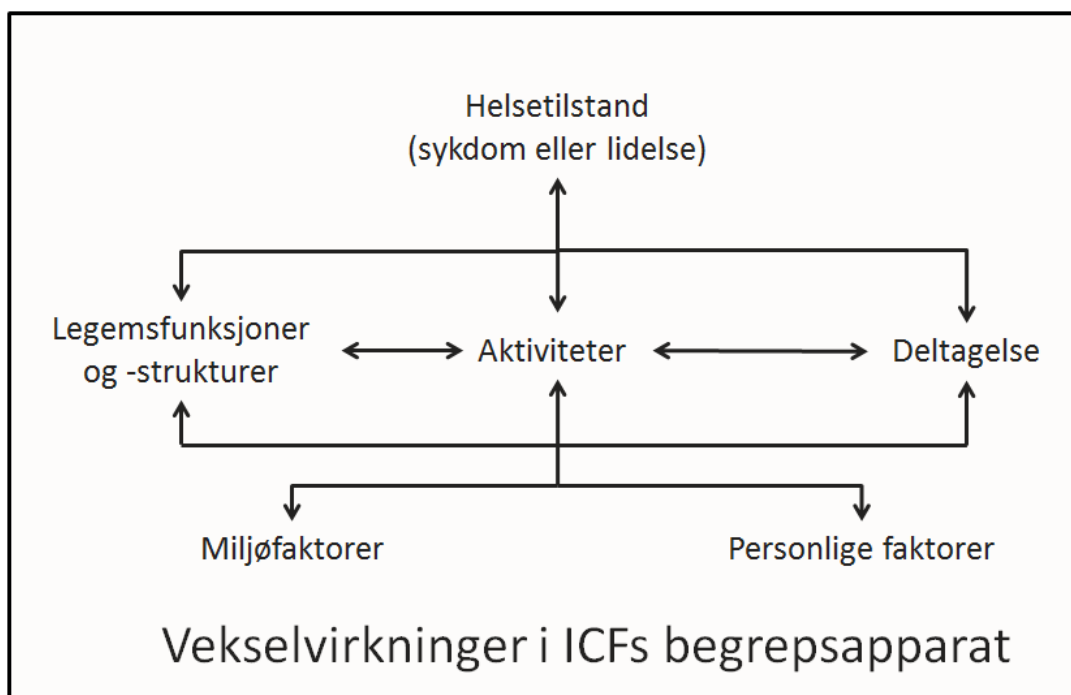 Helsetilstand
(sykdom eller lidelse)
Legemsfunksjoner
og -strukturer
Aktiviteter
Deltagelse
Miljøfaktorer
Personlige faktorer
Vekselvirkninger i ICFs begrepsapparat